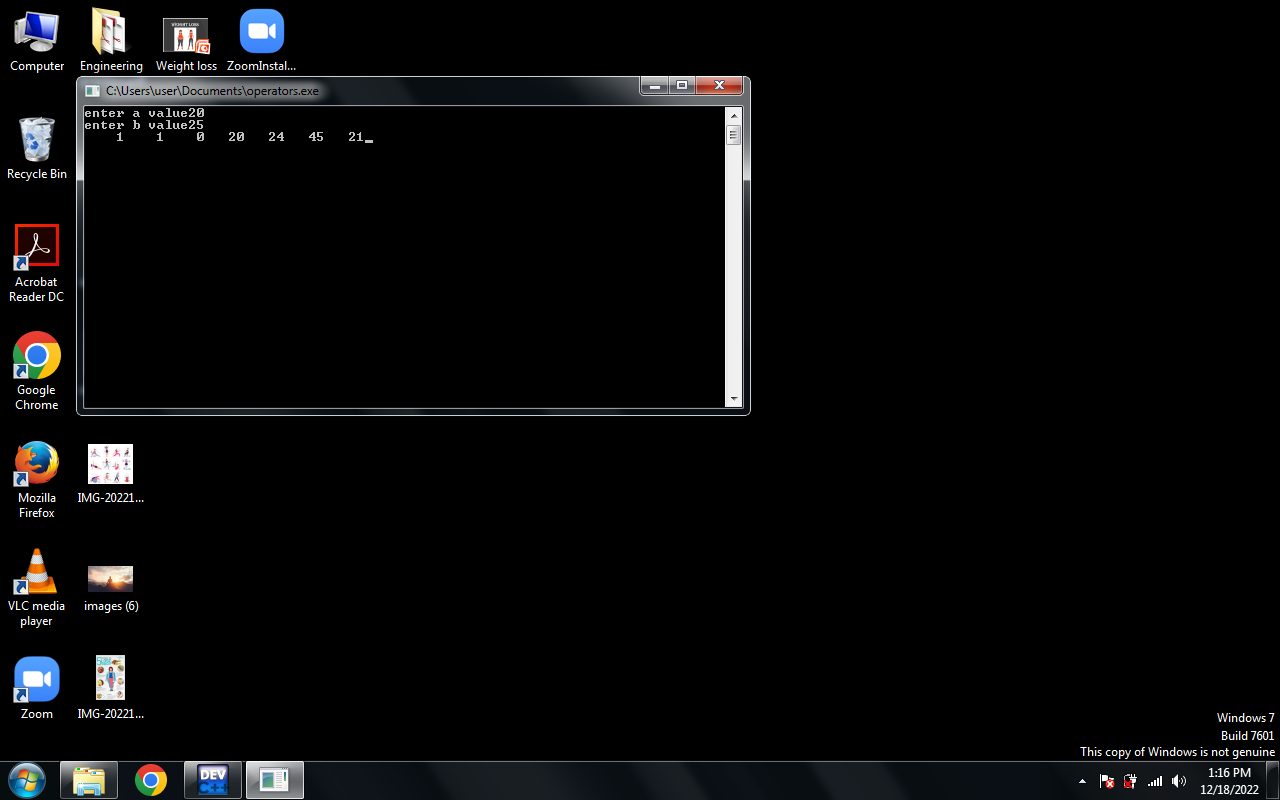 Computer
Engineering
WEIGHT LOSS
Weight loss
ZoomInstal...
C:\Users\user\Documents\operators.exe
enter a value20
enter b value25
1 1 0 20 24 45 21
Recycle Bin
Acrobat
Reader DC
Google
Chrome
Mozilla
Firefox
IMG-20221...
VLC media
player
images (6)
Zoom
IMG-20221...
Windows 7
Build 7601
This copy of Windows is not genuine
DEV
C++
1:16 PM
12/18/2022